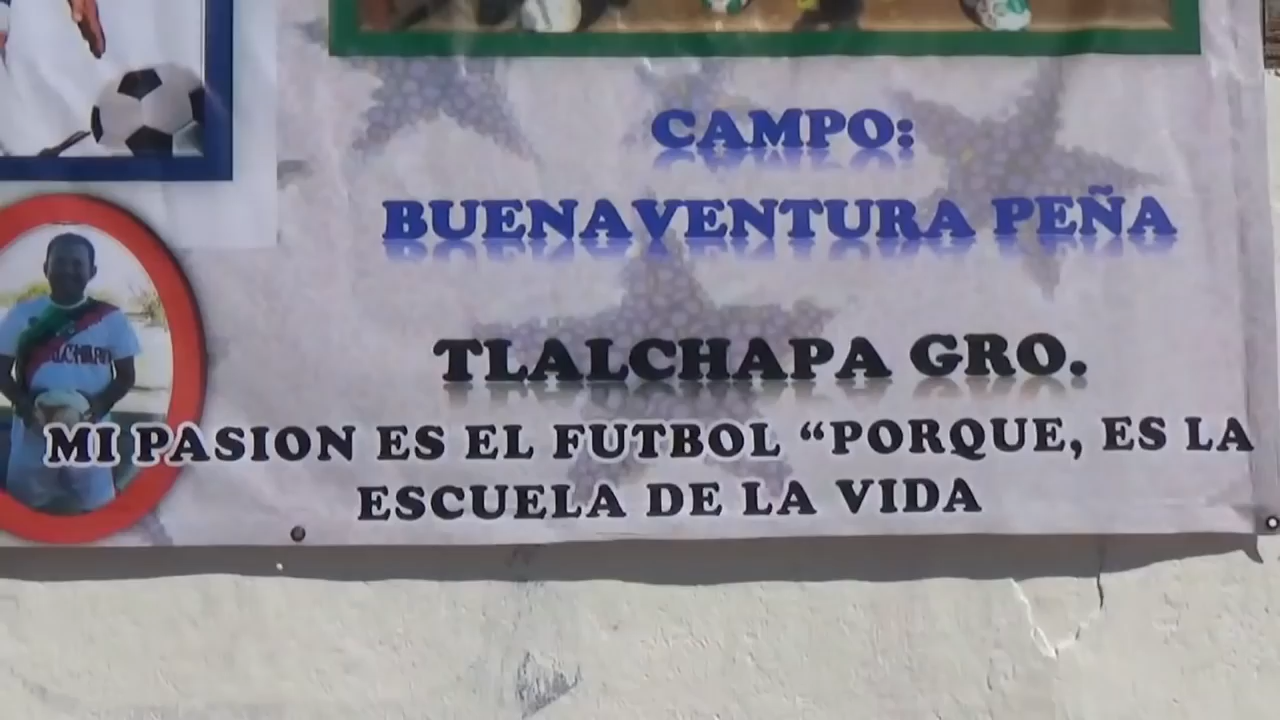 CAMPO:
BUENAVENTURA PEÑA
TLALCHAPA GRO.
MI PASION ES EL FUTBOL “PORQUE, ES LA
ESCUELA DE LA VIDA